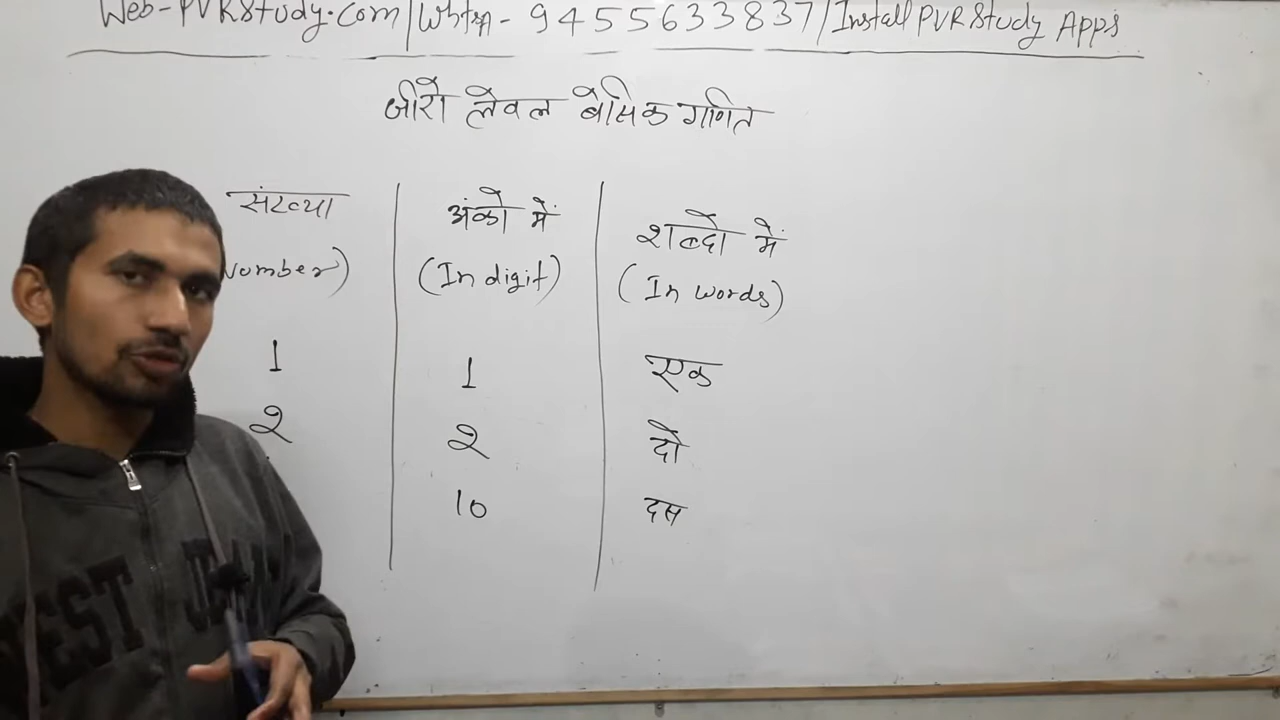 Web-PVRStudy.Com/Whtsp-9455633837/Install PVR Study Apps
जीरो लेवल बेसिक गणित
संख्या अंको में शब्दो में
Number) (In digit) (In words)
1 1 एक
2 2 दो
10 दस